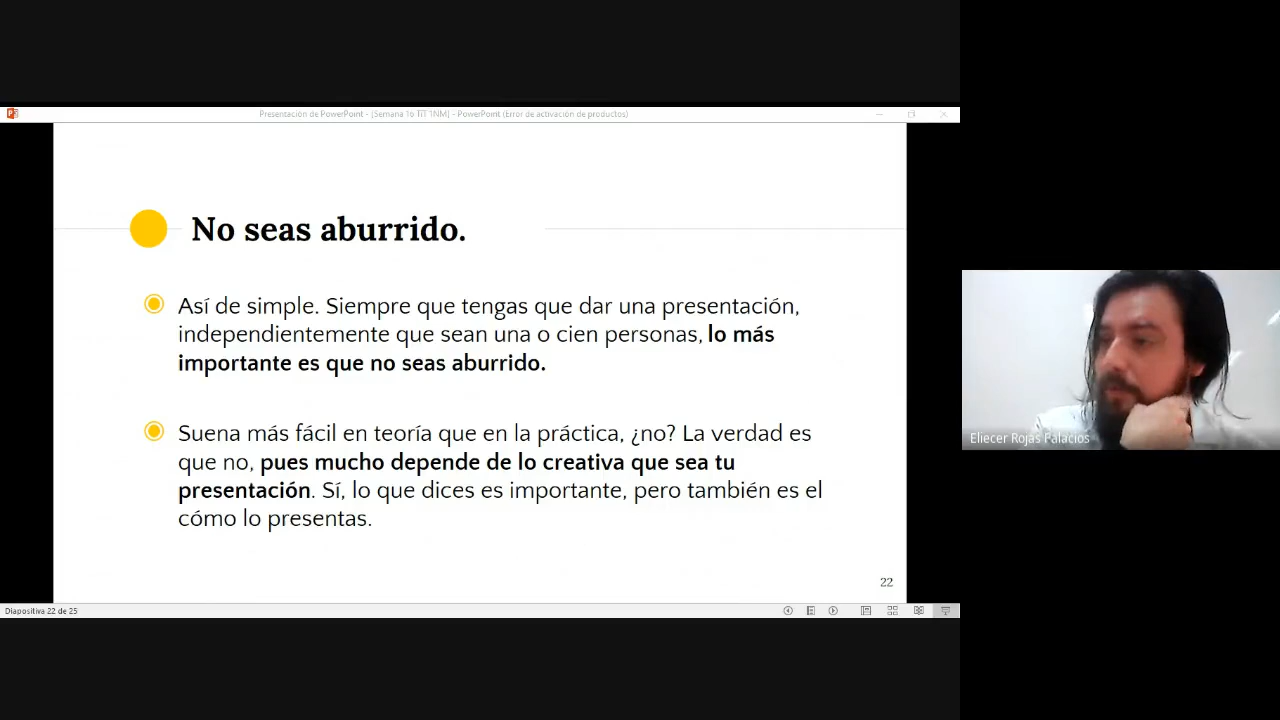 Presentación de PowerPoint - [Semana 16 TIT 1NM] - PowerPoint (Error de activación de productos)
No seas aburrido.
Así de simple. Siempre que tengas que dar una presentación,
independientemente que sean una o cien personas, lo más
importante es que no seas aburrido.
Suena más fácil en teoría que en la práctica, ¿no? La verdad es
que no, pues mucho depende de lo creativa que sea tu
presentación. Sí, lo que dices es importante, pero también es el
cómo lo presentas.
22
Diapositiva 22 de 25
Eliecer Rojas Palacios